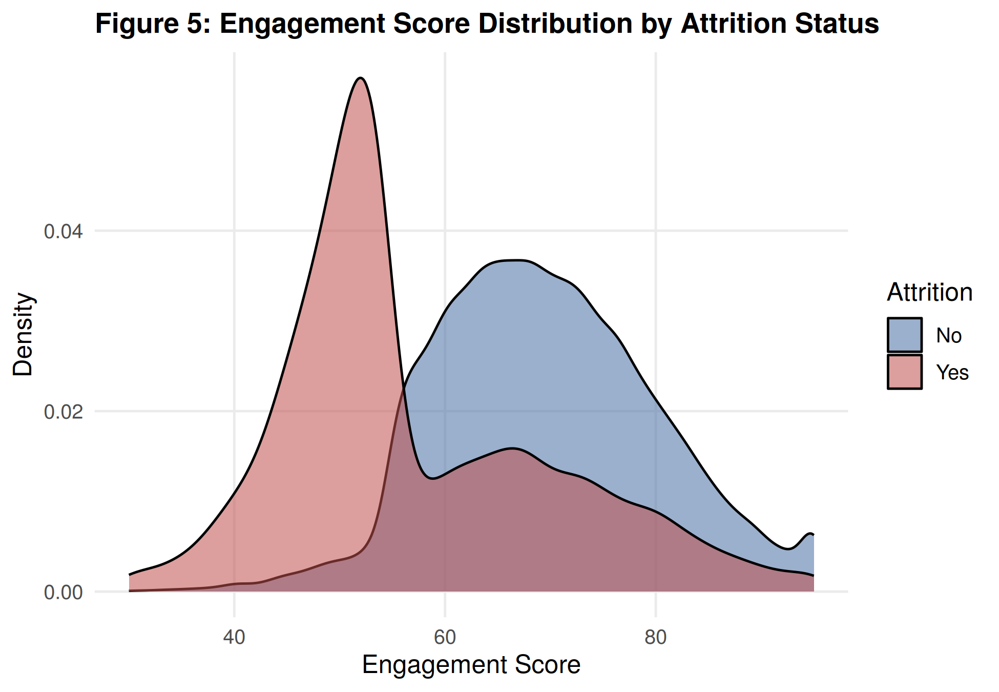 Figure 5: Engagement Score Distribution by Attrition Status
Density
0.04
0.02
0.00
40 60 80
Engagement Score
Attrition
No
Yes